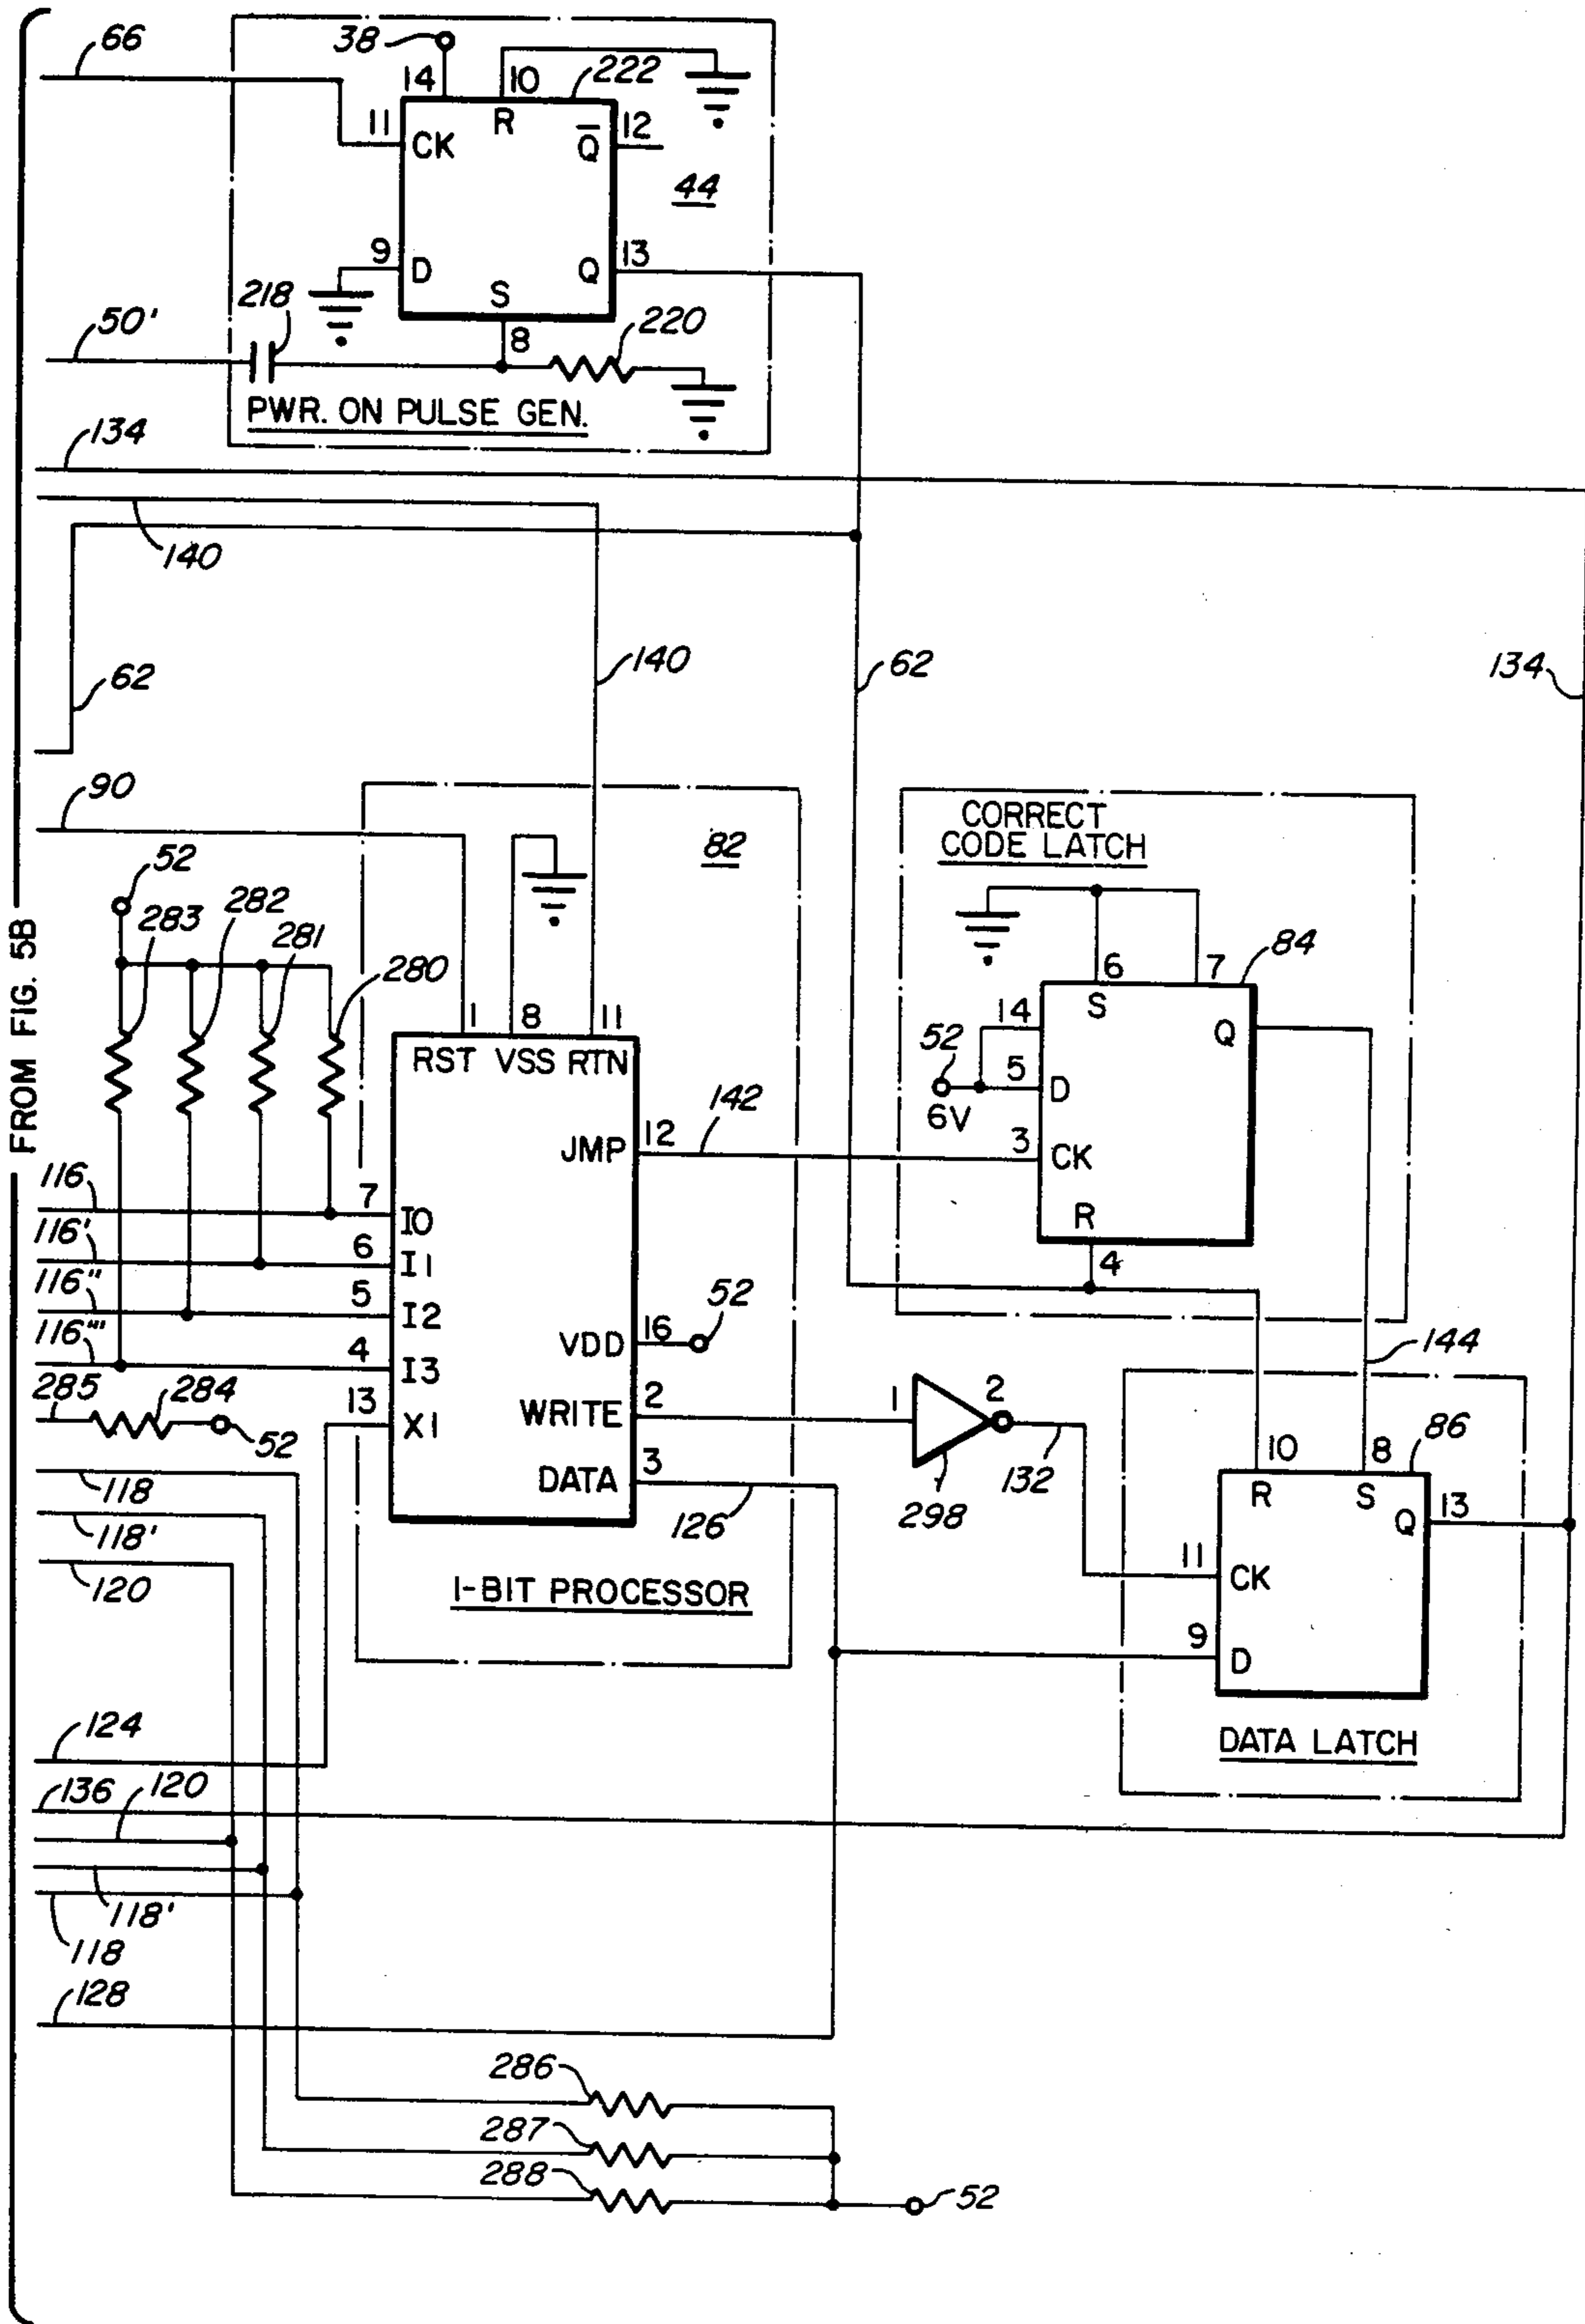 66
38
14
10
222
11
CK
R
Q
12
44
9
D
Q
13
218
S
50'
8
220
PWR. ON PULSE GEN.
134
140
62
140
62
134
90
82
CORRECT
CODE LATCH
52
283
282
281
280
FROM FIG. 5B
1
8
11
RST VSS RTN
6
7
84
S
14
Q
52
5
D
6V
142
12
JMP
3
CK
116
7
I0
R
116'
6
I1
4
116"
5
I2
52
116'''
16
VDD
4
I3
144
285
284
13
52
X1
WRITE
2
1
2
86
10
8
118
DATA
3
132
R
S
13
118'
126
298
Q
120
11
CK
1-BIT PROCESSOR
9
D
124
DATA LATCH
136
120
118'
118
128
286
287
288
52